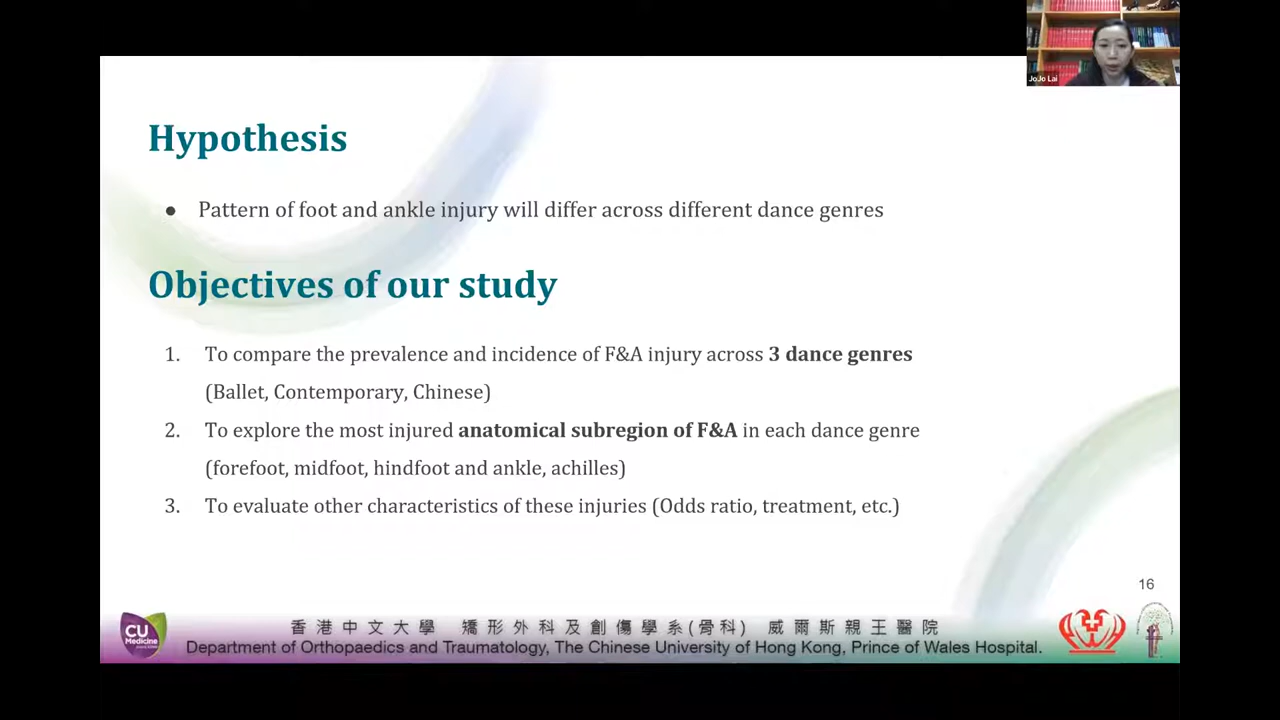 JoJo Lai
Hypothesis
● Pattern of foot and ankle injury will differ across different dance genres
Objectives of our study
1. To compare the prevalence and incidence of F&A injury across 3 dance genres
(Ballet, Contemporary, Chinese)
2. To explore the most injured anatomical subregion of F&A in each dance genre
(forefoot, midfoot, hindfoot and ankle, achilles)
3. To evaluate other characteristics of these injuries (Odds ratio, treatment, etc.)
16
CU
Medicine
香港中文大學 矯形外科及創傷學系(骨科) 威爾斯親王醫院
Department of Orthopaedics and Traumatology, The Chinese University of Hong Kong, Prince of Wales Hospital.